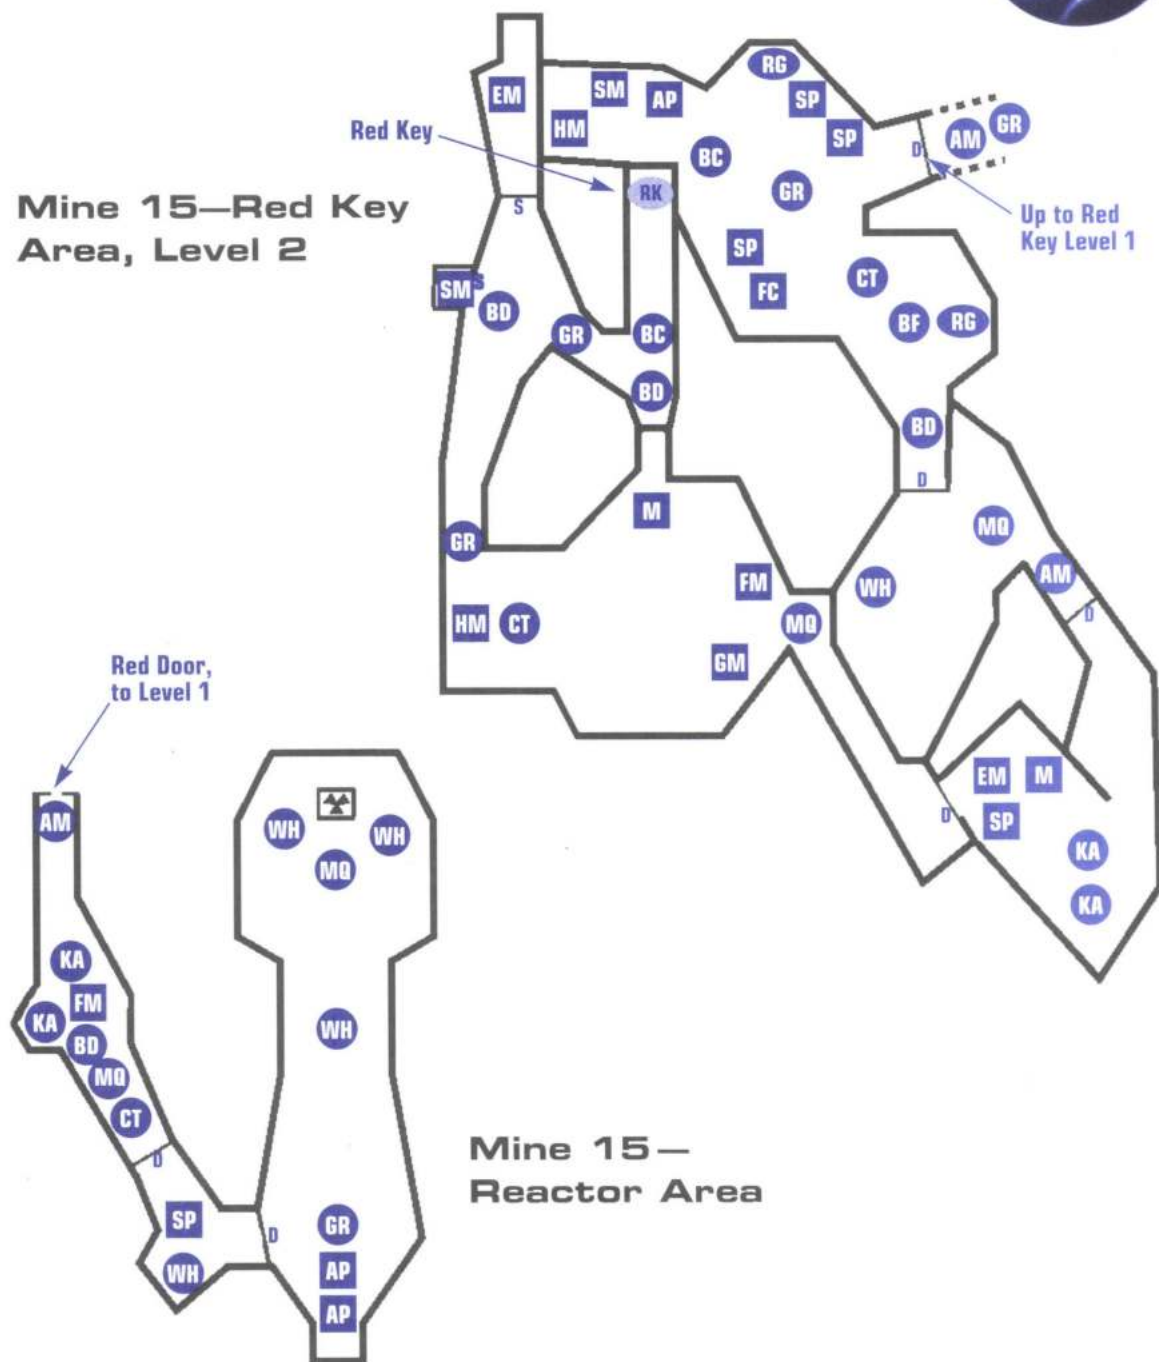 RG
EM
SM
AP
SP
GR
HM
SP
AM
Red Key
D
BC
RK
GR
Mine 15—Red Key
Area, Level 2
S
Up to Red
Key Level 1
SP
SM
S
CT
FC
BD
BF
RG
GR
BC
BD
BD
D
M
MQ
GR
AM
FM
WH
D
HM
CT
MQ
GM
Red Door,
to Level 1
EM
M
AM
WH
WH
D
SP
MQ
KA
KA
KA
FM
KA
WH
BD
MQ
CT
Mine 15—
Reactor Area
D
SP
GR
D
WH
AP
AP